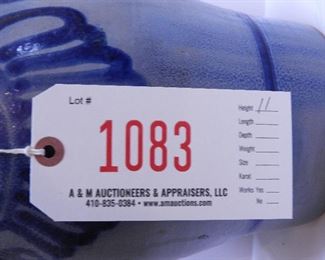 Lot #
1083
Height 11
Length
Depth
Weight
Size
Karat
Works Yes
No
A & M AUCTIONEERS & APPRAISERS, LLC
410-835-0384 • www.amauctions.com